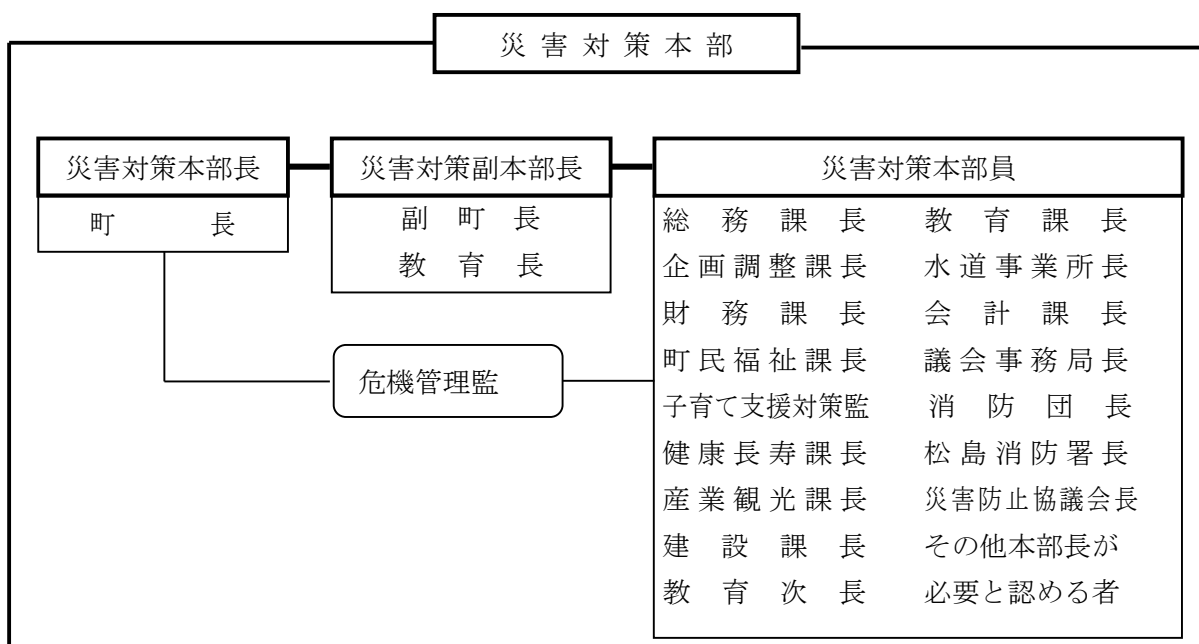 災害対策本部
災害対策本部長
町長
災害対策副本部長
副町長
教育長
危機管理監
災害対策本部員
総務課長
企画調整課長
財務課長
町民福祉課長
子育て支援対策監
健康長寿課長
産業観光課長
建設課長
教育次長
教育課長
水道事業所長
会計課長
議会事務局長
消防団長
松島消防署長
災害防止協議会長
その他本部長が
必要と認める者